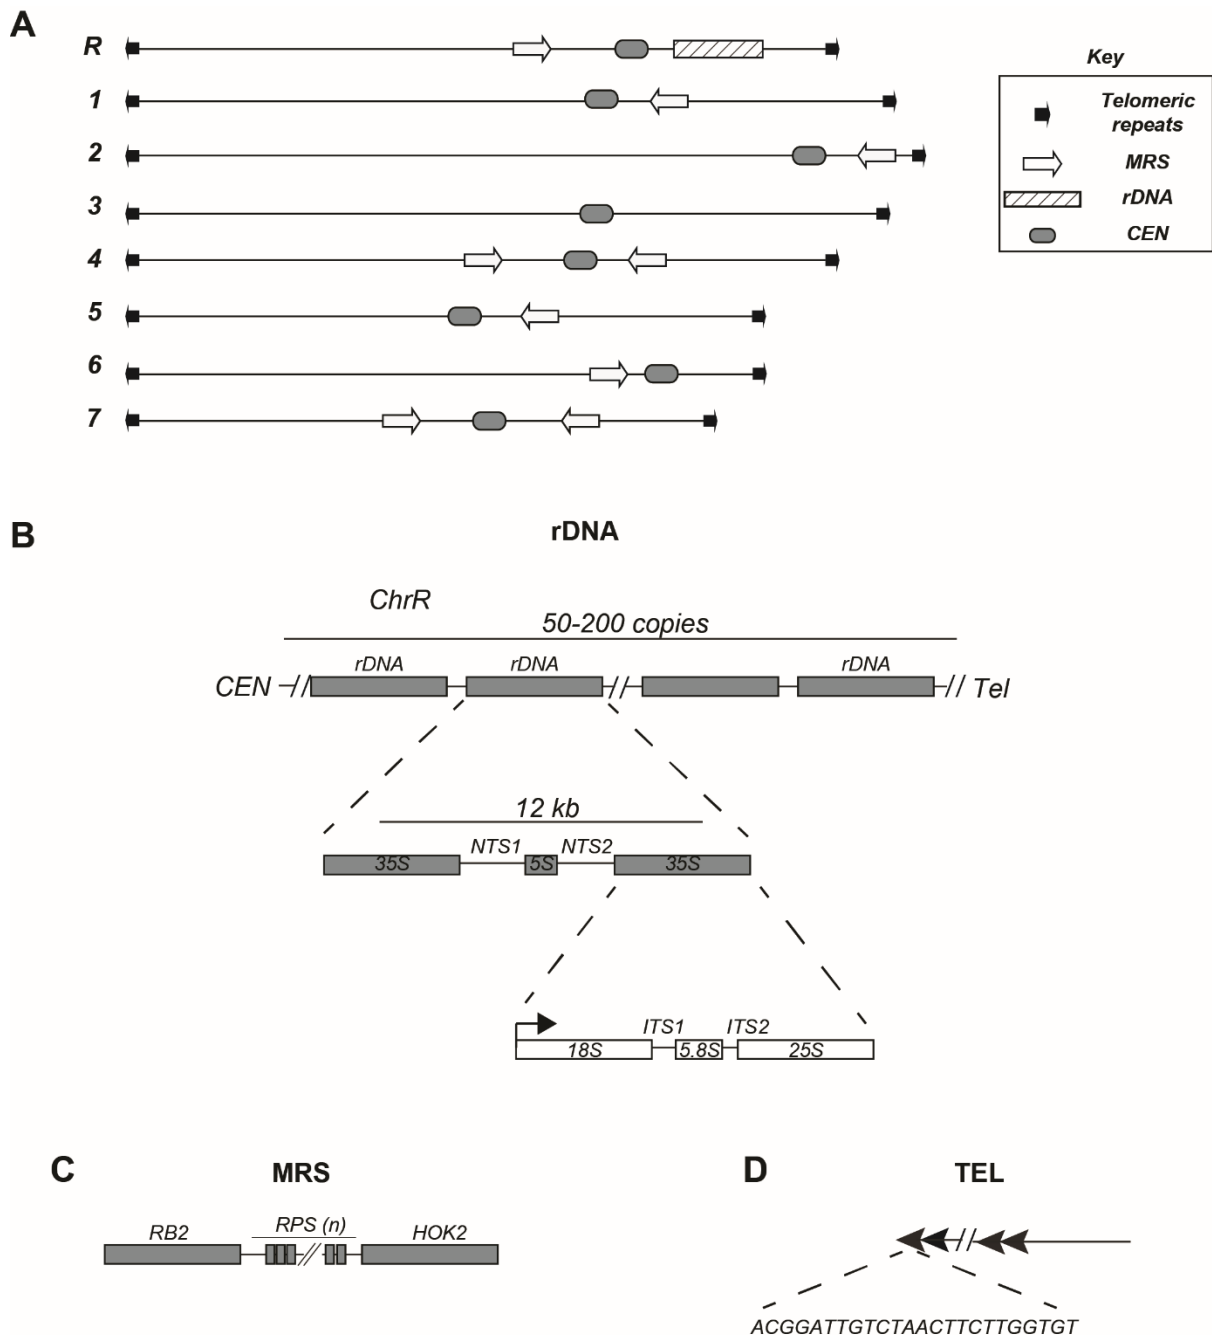 A
R
1
2
3
4
5
6
7
Key
Telomeric
repeats
MRS
rDNA
CEN
B
rDNA
ChrR
50-200 copies
rDNA rDNA rDNA
CEN Tel
12 kb
NTS1 NTS2
35S 5S 35S
ITS1 ITS2
18S 5.8S 25S
C
MRS
RB2 RPS (n) HOK2
D
TEL
ACGGATTGTCTAACTTCTTGGTGT